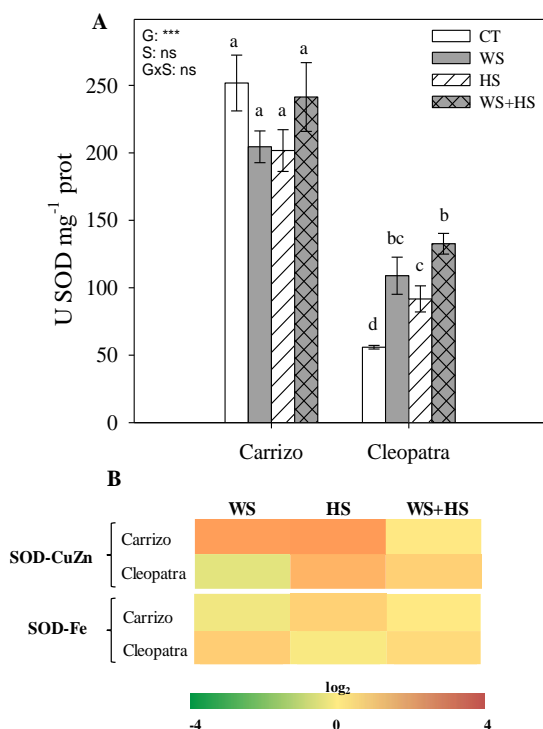 A
G: ***
S: ns
GxS: ns
CT
WS
HS
WS+HS
U SOD mg⁻¹ prot
250
200
150
100
50
0
a
a
a
a
d
bc
c
b
Carrizo
Cleopatra
B
WS
HS
WS+HS
SOD-CuZn
Carrizo
Cleopatra
SOD-Fe
Carrizo
Cleopatra
log₂
-4
0
4